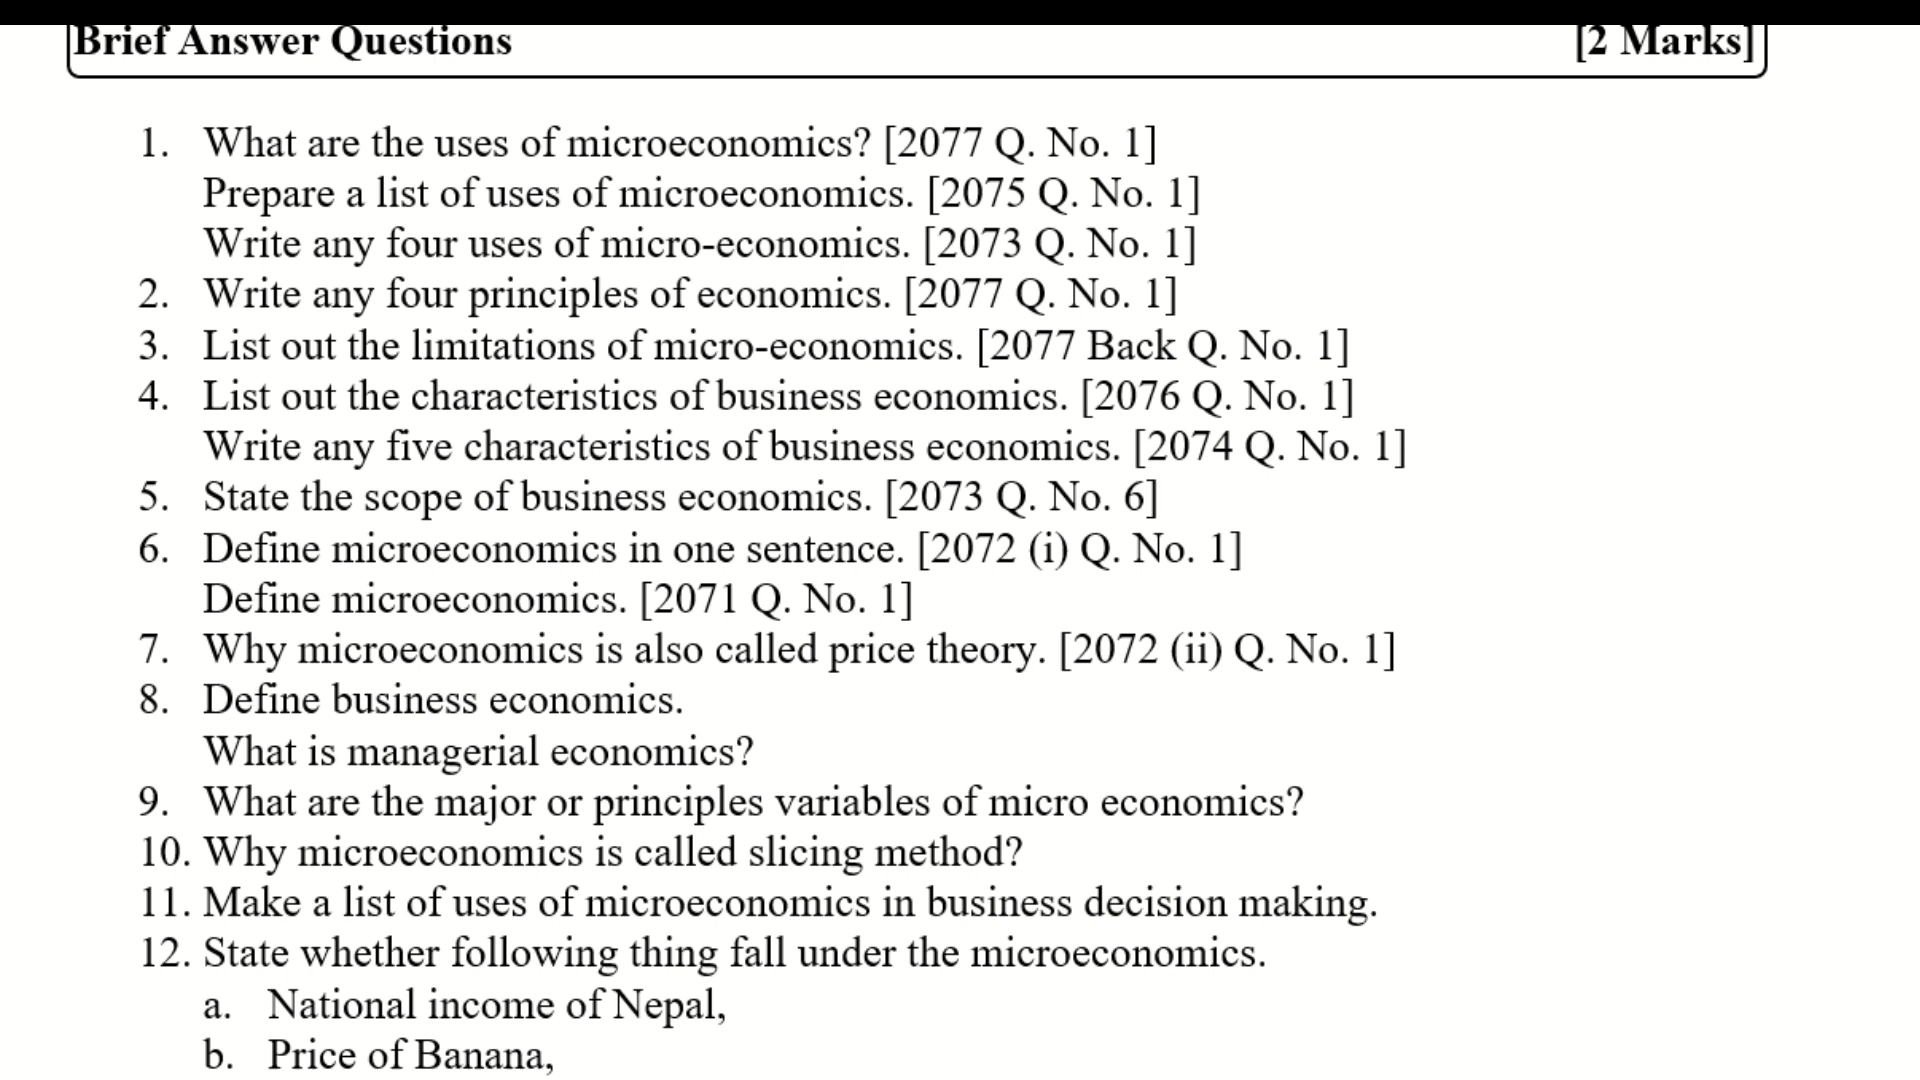 Brief Answer Questions [2 Marks]
1. What are the uses of microeconomics? [2077 Q. No. 1]
Prepare a list of uses of microeconomics. [2075 Q. No. 1]
Write any four uses of micro-economics. [2073 Q. No. 1]
2. Write any four principles of economics. [2077 Q. No. 1]
3. List out the limitations of micro-economics. [2077 Back Q. No. 1]
4. List out the characteristics of business economics. [2076 Q. No. 1]
Write any five characteristics of business economics. [2074 Q. No. 1]
5. State the scope of business economics. [2073 Q. No. 6]
6. Define microeconomics in one sentence. [2072 (i) Q. No. 1]
Define microeconomics. [2071 Q. No. 1]
7. Why microeconomics is also called price theory. [2072 (ii) Q. No. 1]
8. Define business economics.
What is managerial economics?
9. What are the major or principles variables of micro economics?
10. Why microeconomics is called slicing method?
11. Make a list of uses of microeconomics in business decision making.
12. State whether following thing fall under the microeconomics.
a. National income of Nepal,
b. Price of Banana,